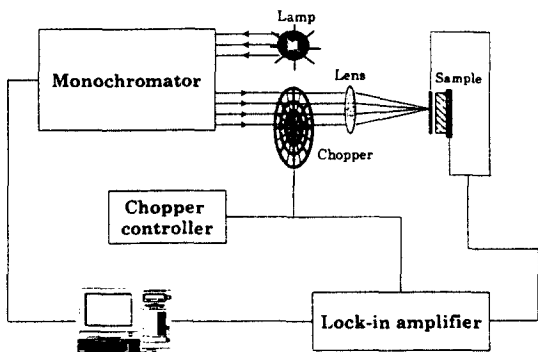 Lamp
Monochromator
Lens
Sample
Chopper
Chopper
controller
Lock-in amplifier